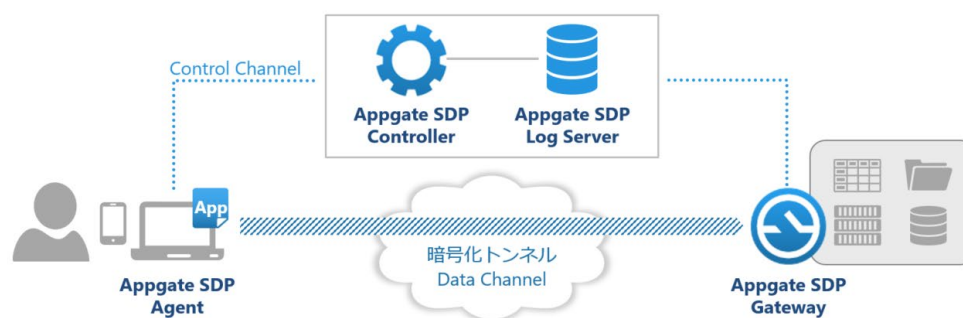 Control Channel
Appgate SDP
Controller
Appgate SDP
Log Server
App
暗号化トンネル
Data Channel
Appgate SDP
Agent
Appgate SDP
Gateway